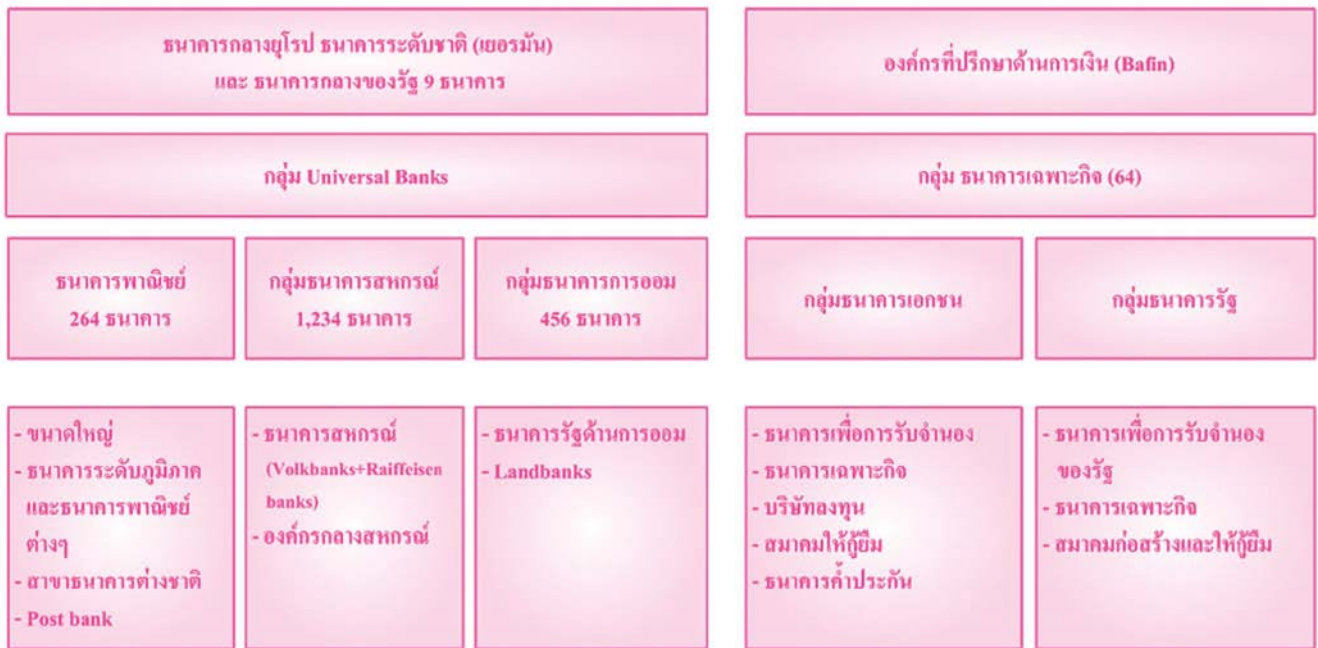 ธนาคารกลางยุโรป ธนาคารระดับชาติ (เยอรมัน)
และ ธนาคารกลางของรัฐ 9 ธนาคาร
องค์กรที่ปรึกษาด้านการเงิน (Bafin)
กลุ่ม Universal Banks
กลุ่ม ธนาคารเฉพาะกิจ (64)
ธนาคารพาณิชย์
264 ธนาคาร
กลุ่มธนาคารสหกรณ์
1,234 ธนาคาร
กลุ่มธนาคารการออม
456 ธนาคาร
กลุ่มธนาคารเอกชน
กลุ่มธนาคารรัฐ
- ขนาดใหญ่
- ธนาคารระดับภูมิภาค
และธนาคารพาณิชย์
ต่างๆ
- สาขาธนาคารต่างชาติ
- Post bank
- ธนาคารสหกรณ์
(Volkbanks+Raiffeisen
banks)
- องค์กรกลางสหกรณ์
- ธนาคารรัฐด้านการออม
- Landbanks
- ธนาคารเพื่อการรับจำนอง
- ธนาคารเฉพาะกิจ
- บริษัทลงทุน
- สมาคมให้กู้ยืม
- ธนาคารค้ำประกัน
- ธนาคารเพื่อการรับจำนอง
ของรัฐ
- ธนาคารเฉพาะกิจ
- สมาคมก่อสร้างและให้กู้ยืม